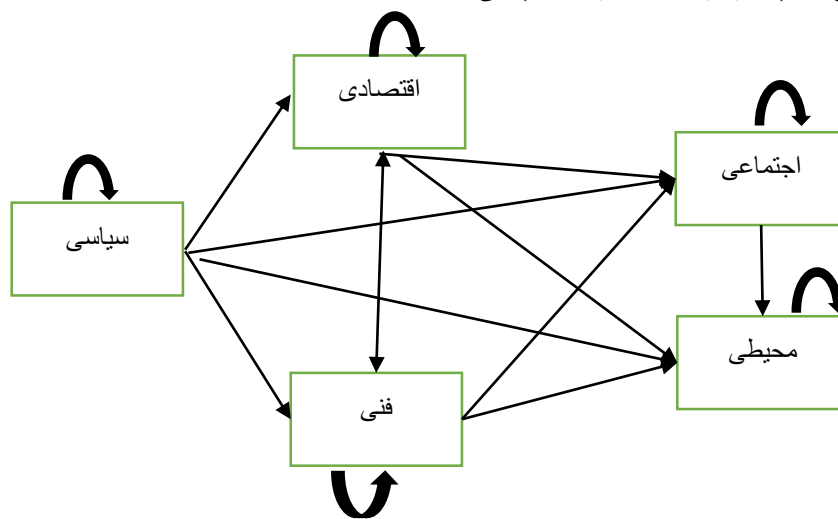 اقتصادی
اجتماعی
سیاسی
محیطی
فنی